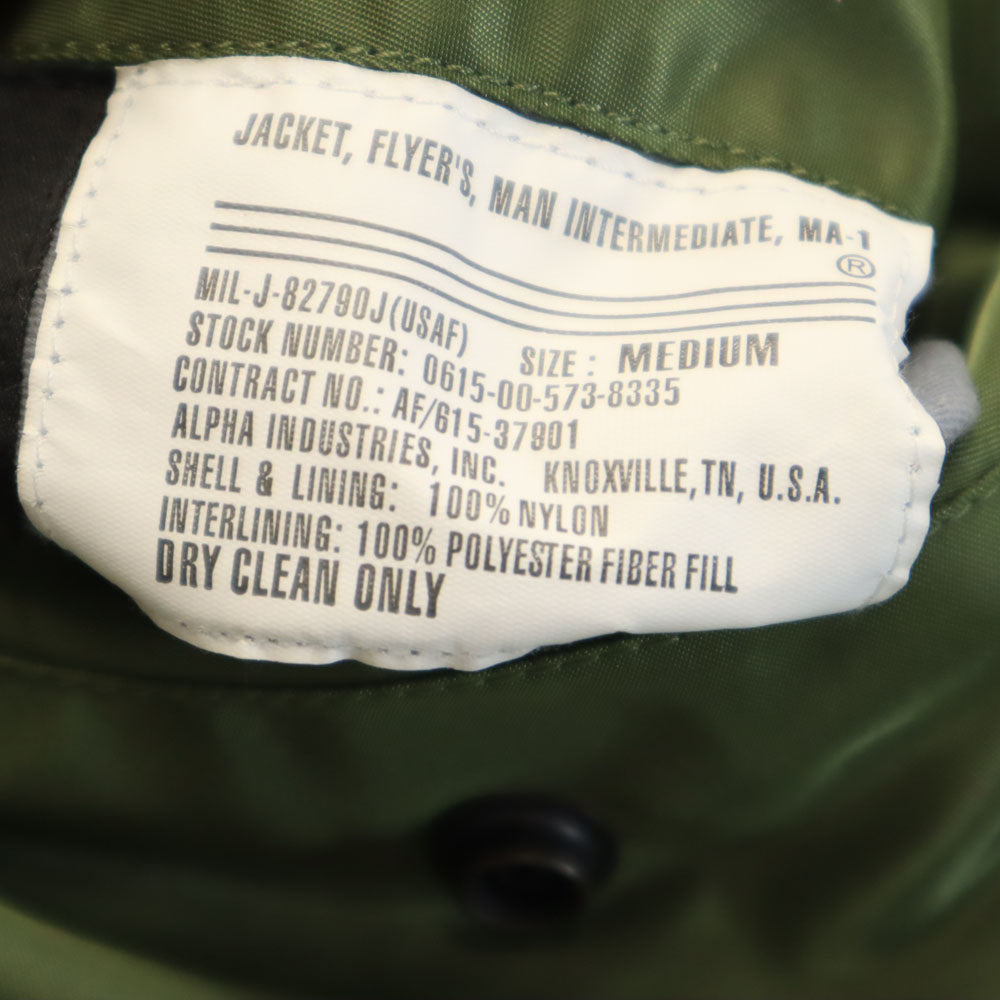 JACKET, FLYER'S, MAN INTERMEDIATE, MA-1
®
MIL-J-82790J(USAF) SIZE : MEDIUM
STOCK NUMBER: 0615-00-573-8335
CONTRACT NO.: AF/615-37901
ALPHA INDUSTRIES, INC. KNOXVILLE, TN, U.S.A.
SHELL & LINING: 100% NYLON
INTERLINING: 100% POLYESTER FIBER FILL
DRY CLEAN ONLY